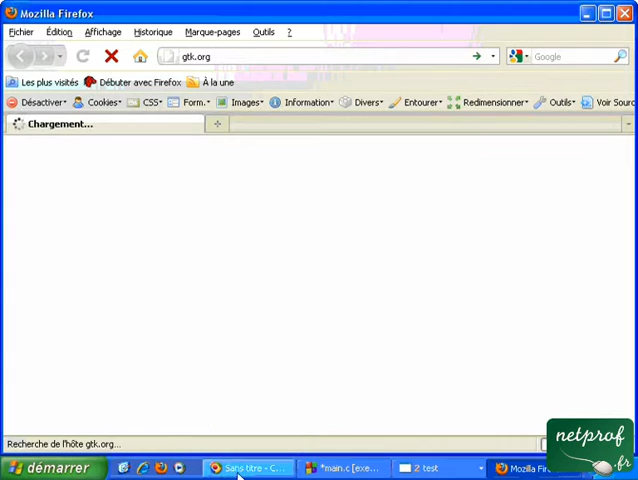 Mozilla Firefox
Fichier Édition Affichage Historique Marque-pages Outils ?
gtk.org Google
Les plus visités Débuter avec Firefox À la une
Désactiver Cookies CSS Form. Images Information Divers Entourer Redimensionner Outils Voir Sourc
Chargement...
Recherche de l'hôte gtk.org...
netprof
.fr
démarrer Sans titre - C... *main.c [exe... 2 test Mozilla Fire